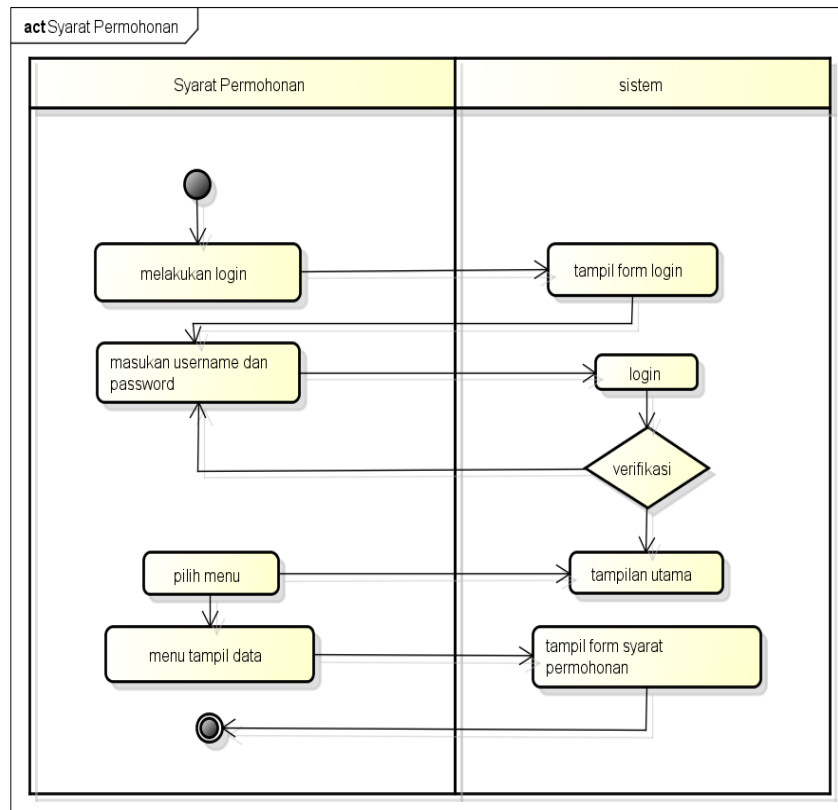 act Syarat Permohonan
Syarat Permohonan
sistem
melakukan login
tampil form login
masukan username dan
password
login
verifikasi
pilih menu
tampilan utama
menu tampil data
tampil form syarat
permohonan